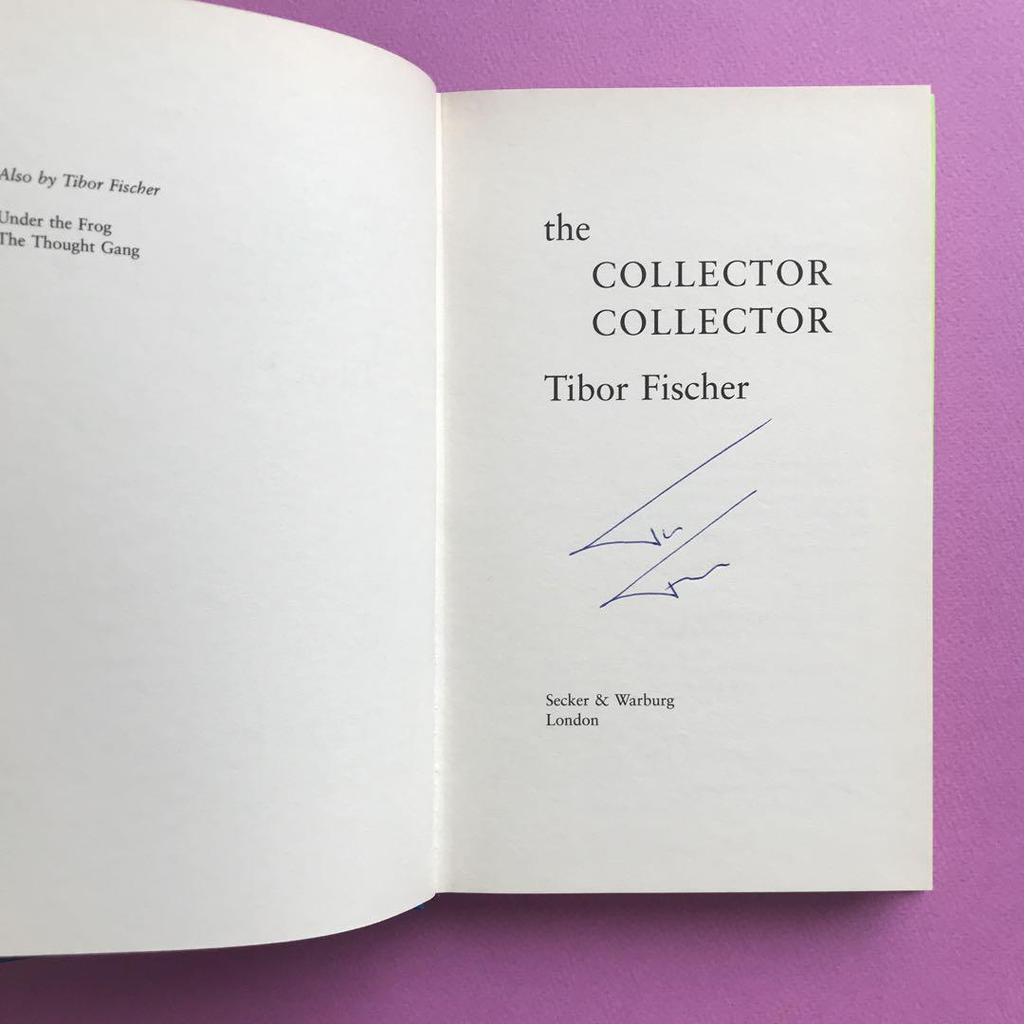 Also by Tibor Fischer
Under the Frog
The Thought Gang
the
COLLECTOR
COLLECTOR
Tibor Fischer
Secker & Warburg
London